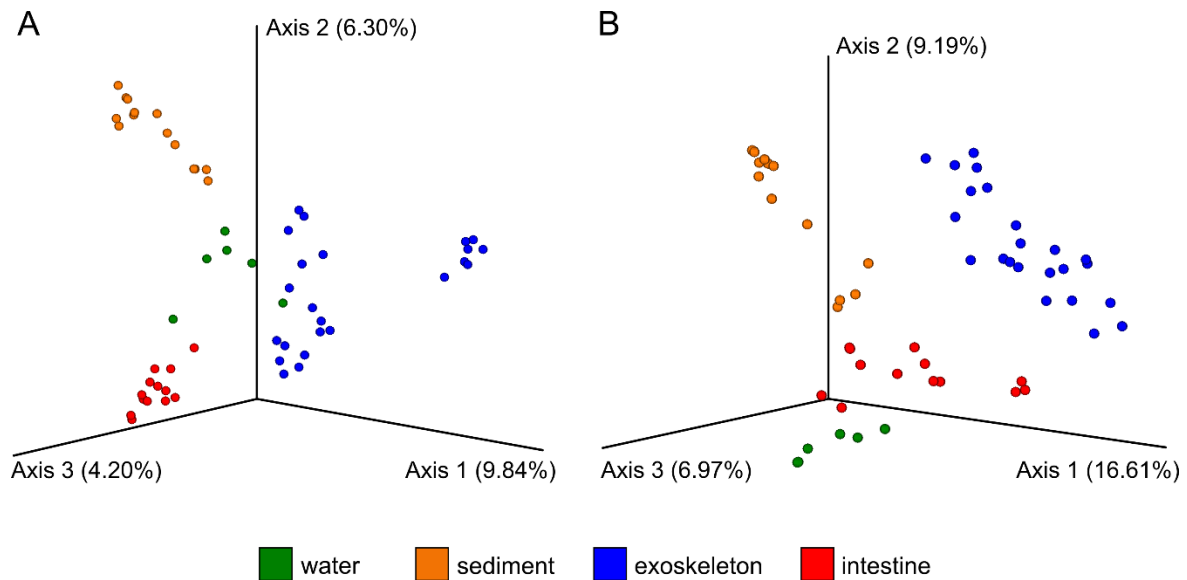 A
Axis 2 (6.30%)
Axis 3 (4.20%)
Axis 1 (9.84%)
B
Axis 2 (9.19%)
Axis 3 (6.97%)
Axis 1 (16.61%)
water
sediment
exoskeleton
intestine